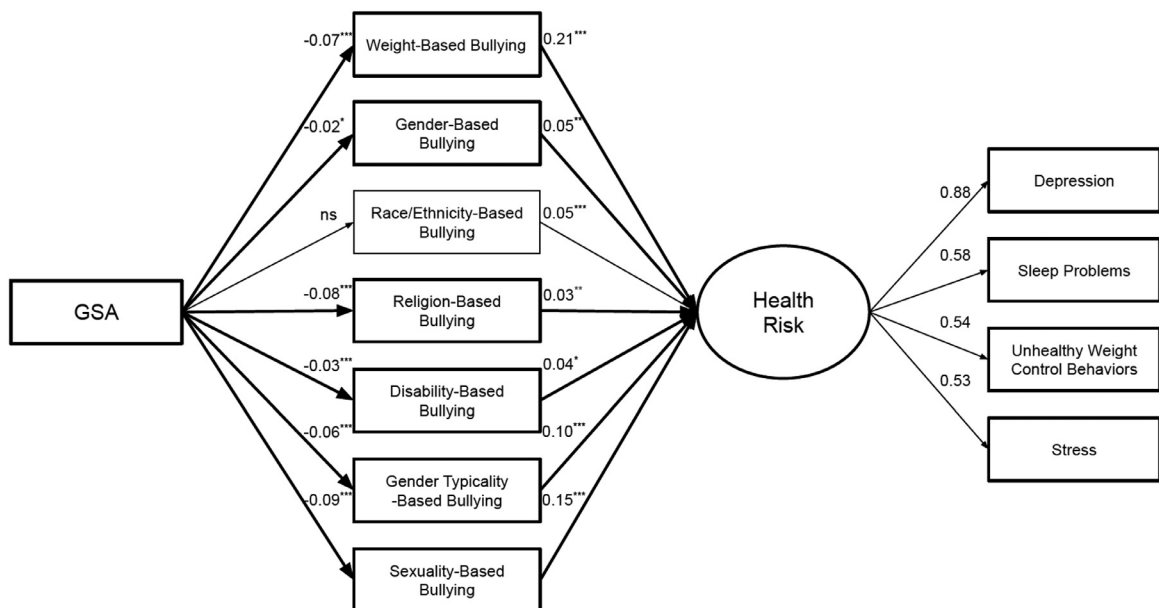 -0.07***
Weight-Based Bullying
0.21***
-0.02*
Gender-Based
Bullying
0.05**
ns
Race/Ethnicity-Based
Bullying
0.05***
GSA
-0.08***
Religion-Based
Bullying
0.03**
-0.03***
Disability-Based
Bullying
0.04*
-0.06***
Gender Typicality
-Based Bullying
0.10***
-0.09***
Sexuality-Based
Bullying
0.15***
Health
Risk
0.88
Depression
0.58
Sleep Problems
0.54
Unhealthy Weight
Control Behaviors
0.53
Stress